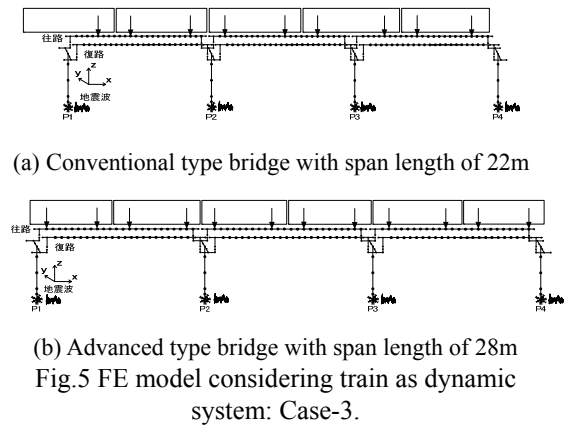 往路
復路
z
y
x
地震波
P1
P2
P3
P4
(a) Conventional type bridge with span length of 22m
往路
復路
z
y
x
地震波
P1
P2
P3
P4
(b) Advanced type bridge with span length of 28m
Fig.5 FE model considering train as dynamic
system: Case-3.